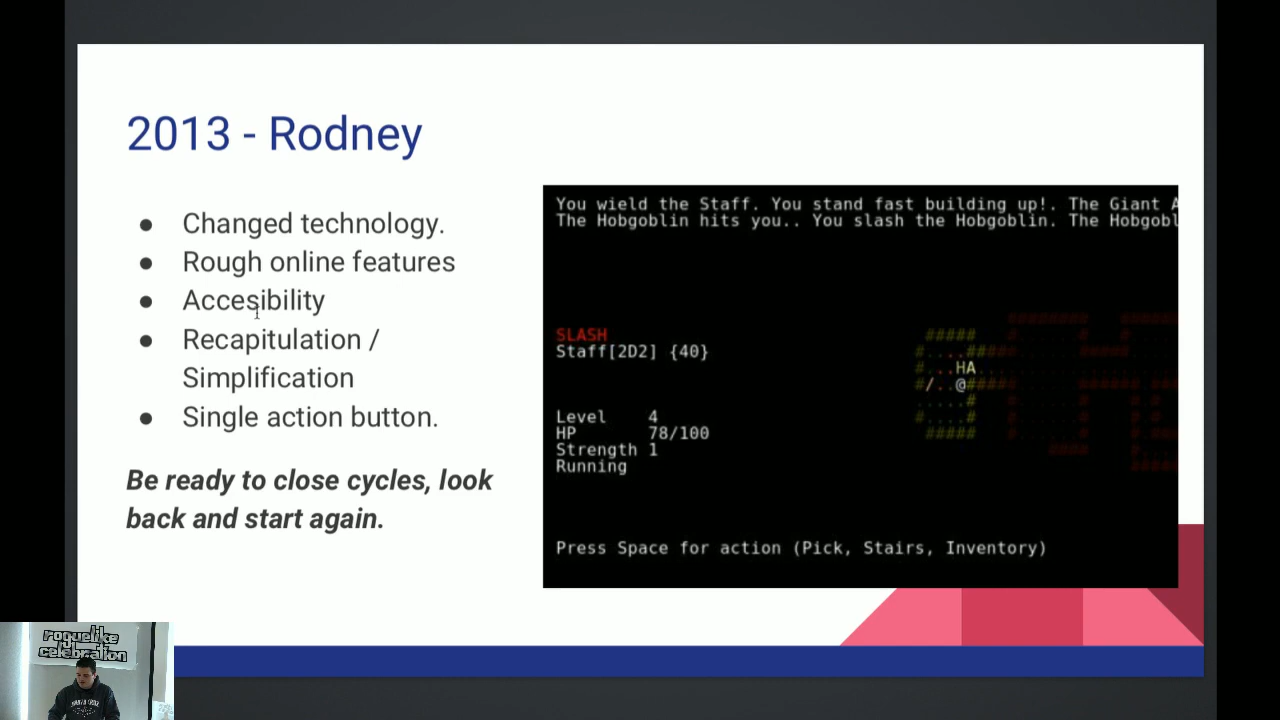 2013 - Rodney
● Changed technology.
● Rough online features
● Accesibility
● Recapitulation /
Simplification
● Single action button.
Be ready to close cycles, look
back and start again.
You wield the Staff. You stand fast building up!. The Giant A
The Hobgoblin hits you.. You slash the Hobgoblin. The Hobgobl
SLASH
Staff[2D2] {40}
Level 4
HP 78/100
Strength 1
Running
Press Space for action (Pick, Stairs, Inventory)
roguelike
celebration